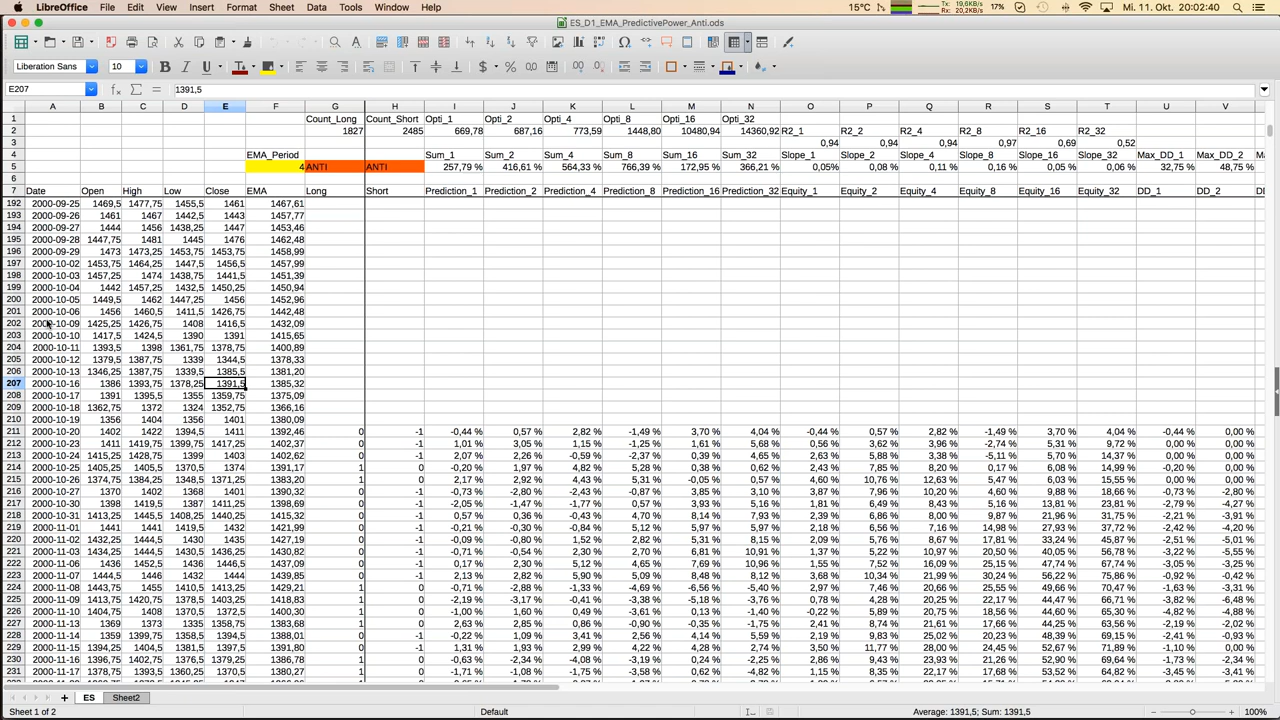 LibreOffice File Edit View Insert Format Sheet Data Tools Window Help 15°C Tx: 19,6KB/s Rx: 20,2KB/s 17% Mi. 11. Okt. 20:02:40
ES_D1_EMA_PredictivePower_Anti.ods
Liberation Sans 10
E207 1391,5
A B C D E F G H I J K L M N O P Q R S T U V
1 Count_Long Count_Short Opti_1 Opti_2 Opti_4 Opti_8 Opti_16 Opti_32
2 1827 2485 669,78 687,16 773,59 1448,80 10480,94 14360,92 R2_1 R2_2 R2_4 R2_8 R2_16 R2_32
3 0,94 0,94 0,94 0,97 0,69 0,52
4 EMA_Period Sum_1 Sum_2 Sum_4 Sum_8 Sum_16 Sum_32 Slope_1 Slope_2 Slope_4 Slope_8 Slope_16 Slope_32 Max_DD_1 Max_DD_2
5 4 ANTI ANTI 257,79 % 416,61 % 564,33 % 766,39 % 172,51 % 366,21 % 0,05% 0,08 % 0,11 % 0,18 % 0,05 % 0,06 % 32,75 % 48,75 %
6
7 Date Open High Low Close EMA Long Short Prediction_1 Prediction_2 Prediction_4 Prediction_8 Prediction_16 Prediction_32 Equity_1 Equity_2 Equity_4 Equity_8 Equity_16 Equity_32 DD_1 DD_2
192 2000-09-25 1469,5 1477,75 1455,5 1461 1467,61
193 2000-09-26 1461 1467 1442,5 1443 1457,77
194 2000-09-27 1444 1456 1438,25 1447 1453,46
195 2000-09-28 1447,75 1481 1445 1476 1462,48
196 2000-09-29 1473 1473,25 1453,75 1453,75 1458,99
197 2000-10-02 1453,75 1464,25 1447,5 1456,5 1457,99
198 2000-10-03 1457,25 1474 1438,75 1441,5 1451,39
199 2000-10-04 1442 1457,25 1432,5 1450,25 1450,94
200 2000-10-05 1449,5 1462 1447,25 1456 1452,96
201 2000-10-06 1456 1460,5 1411,5 1426,75 1442,48
202 2000-10-09 1425,25 1426,75 1408 1416,5 1432,09
203 2000-10-10 1417,5 1424,5 1390 1391 1415,65
204 2000-10-11 1393,5 1398 1361,75 1378,75 1400,89
205 2000-10-12 1379,5 1387,75 1339 1344,5 1378,33
206 2000-10-13 1346,25 1387,75 1339,5 1385,5 1381,20
207 2000-10-16 1386 1393,75 1378,25 1391,5 1385,32
208 2000-10-17 1391 1395,5 1355 1359,75 1375,09
209 2000-10-18 1362,75 1372 1324 1352,75 1366,16
210 2000-10-19 1356 1404 1356 1401 1380,09
211 2000-10-20 1402 1422 1394,5 1411 1392,46 0 -1 -0,44 % 0,57 % 2,82 % -1,49 % 3,70 % 4,04 % -0,44 % 0,57 % 2,82 % -1,49 % 3,70 % 4,04 % -0,44 % 0,00 %
212 2000-10-23 1411 1419,75 1399,75 1417,25 1402,37 0 -1 1,01 % 3,05 % 1,15 % -1,25 % 1,61 % 5,68 % 0,56 % 3,62 % 3,96 % -2,74 % 5,31 % 9,72 % 0,00 % 0,00 %
213 2000-10-24 1415,25 1428,75 1399 1403 1402,62 0 -1 2,07 % 2,26 % -0,59 % -2,37 % 0,39 % 4,65 % 2,63 % 5,88 % 3,38 % -5,11 % 5,70 % 14,37 % 0,00 % 0,00 %
214 2000-10-25 1405,25 1405,5 1370,5 1374 1391,17 1 0 -0,20 % 1,97 % 4,82 % 5,28 % 0,38 % 0,62 % 2,43 % 7,85 % 8,20 % 0,17 % 6,08 % 14,99 % -0,20 % 0,00 %
215 2000-10-26 1374,75 1384,25 1348,5 1371,25 1383,20 1 0 2,17 % 2,92 % 4,43 % 5,31 % -0,05 % 0,57 % 4,60 % 10,76 % 12,63 % 5,47 % 6,03 % 15,55 % 0,00 % 0,00 %
216 2000-10-27 1370 1402 1368 1401 1390,32 0 -1 -0,73 % -2,80 % -2,43 % -0,87 % 3,85 % 3,10 % 3,87 % 7,96 % 10,20 % 4,60 % 9,88 % 18,66 % -0,73 % -2,80 %
217 2000-10-30 1398 1419,5 1387 1411,25 1398,69 0 -1 -2,05 % -1,47 % -1,77 % 0,57 % 3,93 % 5,16 % 1,81 % 6,49 % 8,43 % 5,16 % 13,81 % 23,81 % -2,79 % -4,27 %
218 2000-10-31 1413,25 1445,5 1408,25 1440,25 1415,32 0 -1 0,57 % 0,36 % -0,44 % 4,70 % 8,14 % 7,93 % 2,39 % 6,86 % 8,00 % 9,87 % 21,96 % 31,75 % -2,21 % -3,91 %
219 2000-11-01 1441 1441 1419,5 1432 1421,99 0 -1 -0,21 % -0,30 % -0,84 % 5,12 % 5,97 % 5,97 % 2,18 % 6,56 % 7,16 % 14,98 % 27,93 % 37,72 % -2,42 % -4,20 %
220 2000-11-02 1432,25 1444,5 1430 1435 1427,19 0 -1 -0,09 % -0,80 % 1,52 % 2,82 % 5,31 % 8,15 % 2,09 % 5,76 % 8,67 % 17,81 % 33,24 % 45,87 % -2,51 % -5,01 %
221 2000-11-03 1434,25 1444,5 1430,5 1436,25 1430,82 0 -1 -0,71 % -0,54 % 2,30 % 2,70 % 6,81 % 10,91 % 1,37 % 5,22 % 10,97 % 20,50 % 40,05 % 56,78 % -3,22 % -5,55 %
222 2000-11-06 1436 1452,5 1436 1446,5 1437,09 0 -1 0,17 % 2,30 % 5,12 % 4,65 % 7,69 % 10,96 % 1,55 % 7,52 % 16,09 % 25,15 % 47,74 % 67,74 % -3,05 % -3,25 %
223 2000-11-07 1444,5 1446 1432 1444 1439,85 0 -1 2,13 % 2,82 % 5,90 % 5,09 % 8,48 % 8,12 % 3,68 % 10,34 % 21,99 % 30,24 % 56,22 % 75,86 % -0,92 % -0,42 %
224 2000-11-08 1443,75 1455 1410,5 1413,25 1429,21 1 0 -0,71 % -2,88 % -1,33 % -4,69 % -6,56 % -5,40 % 2,97 % 7,46 % 20,66 % 25,55 % 49,66 % 70,47 % -1,63 % -3,31 %
225 2000-11-09 1413,75 1420,75 1378,5 1403,25 1418,83 1 0 -2,19 % -3,17 % -0,41 % -3,38 % -5,18 % -3,76 % 0,78 % 4,28 % 20,25 % 22,17 % 44,47 % 66,71 % -3,82 % -6,48 %
226 2000-11-10 1404,75 1408 1370,5 1372,5 1400,30 1 0 -1,00 % 1,60 % 0,49 % -3,61 % 0,13 % -1,40 % -0,22 % 5,89 % 20,75 % 18,56 % 44,60 % 65,31 % -4,82 % -4,88 %
227 2000-11-13 1369 1373 1335 1358,75 1383,68 1 0 2,63 % 2,85 % 0,86 % -0,90 % -0,35 % -1,75 % 2,41 % 8,74 % 21,61 % 17,66 % 44,25 % 63,56 % -2,19 % -2,02 %
228 2000-11-14 1359 1399,75 1358,5 1394,5 1388,01 0 -1 -0,22 % 1,09 % 3,42 % 2,56 % 4,14 % 5,59 % 2,19 % 9,83 % 25,02 % 20,23 % 48,39 % 69,15 % -2,41 % -0,93 %
229 2000-11-15 1394,25 1405 1381,5 1397,5 1391,80 0 -1 1,31 % 1,93 % 2,99 % 4,22 % 4,28 % 2,74 % 3,50 % 11,77 % 28,00 % 24,45 % 52,67 % 71,89 % -1,10 % 0,00 %
230 2000-11-16 1396,75 1402,75 1376,5 1379,25 1386,78 1 0 -0,63 % -2,34 % -4,08 % -3,19 % 0,24 % -2,25 % 2,86 % 9,43 % 23,93 % 21,26 % 52,90 % 69,64 % -1,73 % -2,34 %
231 2000-11-17 1378,75 1393,5 1360,25 1370,5 1380,27 1 0 -1,71 % -1,08 % -1,75 % -3,58 % 0,62 % -4,82 % 1,15 % 8,35 % 22,17 % 17,68 % 53,52 % 64,82 % -3,45 % -3,41 %
ES Sheet2
Sheet 1 of 2 Default Average: 1391,5; Sum: 1391,5 100%